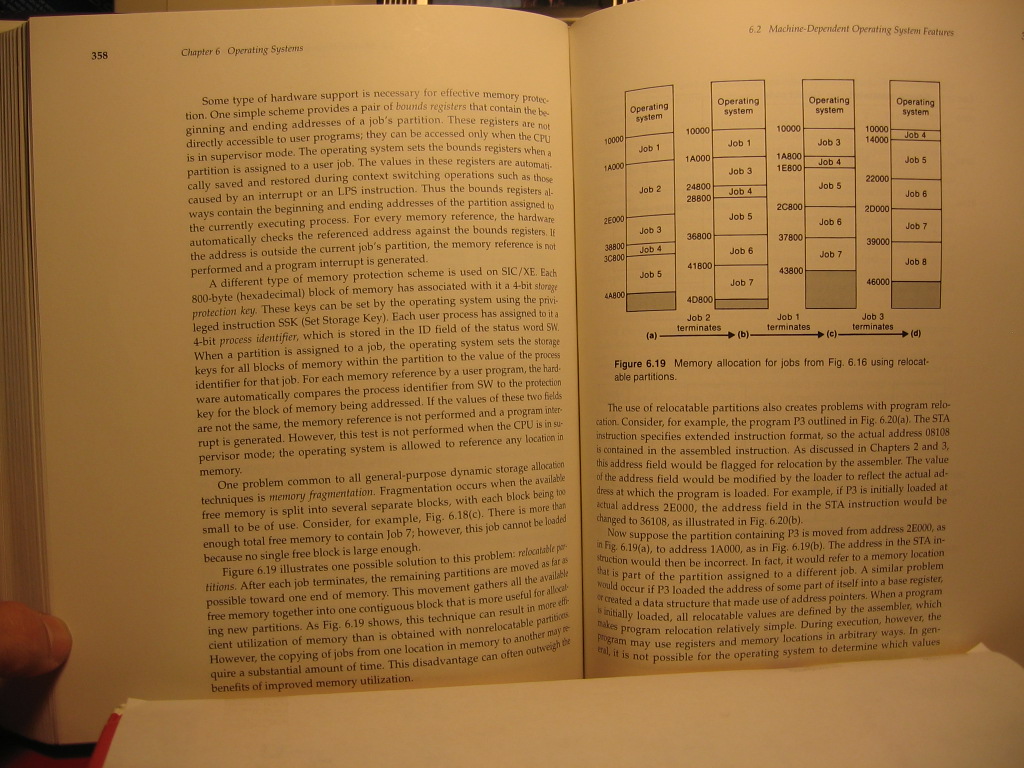 358
Chapter 6 Operating Systems
Some type of hardware support is necessary for effective memory protec-
tion. One simple scheme provides a pair of bounds registers that contain the be-
ginning and ending addresses of a job's partition. These registers are not
directly accessible to user programs; they can be accessed only when the CPU
is in supervisor mode. The operating system sets the bounds registers when a
partition is assigned to a user job. The values in these registers are automati-
cally saved and restored during context switching operations such as those
caused by an interrupt or an LPS instruction. Thus the bounds registers al-
ways contain the beginning and ending addresses of the partition assigned to
the currently executing process. For every memory reference, the hardware
automatically checks the referenced address against the bounds registers. If
the address is outside the current job's partition, the memory reference is not
performed and a program interrupt is generated.
A different type of memory protection scheme is used on SIC/XE. Each
800-byte (hexadecimal) block of memory has associated with it a 4-bit storage
protection key. These keys can be set by the operating system using the privi-
leged instruction SSK (Set Storage Key). Each user process has assigned to it a
4-bit process identifier, which is stored in the ID field of the status word SW.
When a partition is assigned to a job, the operating system sets the storage
keys for all blocks of memory within the partition to the value of the process
identifier for that job. For each memory reference by a user program, the hard-
ware automatically compares the process identifier from SW to the protection
key for the block of memory being addressed. If the values of these two fields
are not the same, the memory reference is not performed and a program inter-
rupt is generated. However, this test is not performed when the CPU is in su-
pervisor mode; the operating system is allowed to reference any location in
memory.
One problem common to all general-purpose dynamic storage allocation
techniques is memory fragmentation. Fragmentation occurs when the available
free memory is split into several separate blocks, with each block being too
small to be of use. Consider, for example, Fig. 6.18(c). There is more than
enough total free memory to contain Job 7; however, this job cannot be loaded
because no single free block is large enough.
Figure 6.19 illustrates one possible solution to this problem: relocatable par-
titions. After each job terminates, the remaining partitions are moved as far as
possible toward one end of memory. This movement gathers all the available
free memory together into one contiguous block that is more useful for allocat-
ing new partitions. As Fig. 6.19 shows, this technique can result in more effi-
cient utilization of memory than is obtained with nonrelocatable partitions.
However, the copying of jobs from one location in memory to another may re-
quire a substantial amount of time. This disadvantage can often outweigh the
benefits of improved memory utilization.
6.2 Machine-Dependent Operating System Features
Operating system
10000
Job 1
1A000
Job 2
2E000
Job 3
38800
Job 4
3C800
Job 5
4A800
Operating system
10000
Job 1
1A000
Job 3
24800
Job 4
28800
Job 5
36800
Job 6
41800
Job 7
4D800
Operating system
10000
Job 3
1A800
Job 4
1E800
Job 5
2C800
Job 6
37800
Job 7
43800
Operating system
10000
Job 4
14000
Job 5
22000
Job 6
2D000
Job 7
39000
Job 8
46000
Job 2 terminates
Job 1 terminates
Job 3 terminates
(a) (b) (c) (d)
Figure 6.19 Memory allocation for jobs from Fig. 6.16 using relocat-
able partitions.
The use of relocatable partitions also creates problems with program relo-
cation. Consider, for example, the program P3 outlined in Fig. 6.20(a). The STA
instruction specifies extended instruction format, so the actual address 08108
is contained in the assembled instruction. As discussed in Chapters 2 and 3,
this address field would be flagged for relocation by the assembler. The value
of the address field would be modified by the loader to reflect the actual ad-
dress at which the program is loaded. For example, if P3 is initially loaded at
actual address 2E000, the address field in the STA instruction would be
changed to 36108, as illustrated in Fig. 6.20(b).
Now suppose the partition containing P3 is moved from address 2E000, as
in Fig. 6.19(a), to address 1A000, as in Fig. 6.19(b). The address in the STA in-
struction would then be incorrect. In fact, it would refer to a memory location
that is part of the partition assigned to a different job. A similar problem
would occur if P3 loaded the address of some part of itself into a base register,
or created a data structure that made use of address pointers. When a program
is initially loaded, all relocatable values are defined by the assembler, which
makes program relocation relatively simple. During execution, however, the
program may use registers and memory locations in arbitrary ways. In gen-
eral, it is not possible for the operating system to determine which values